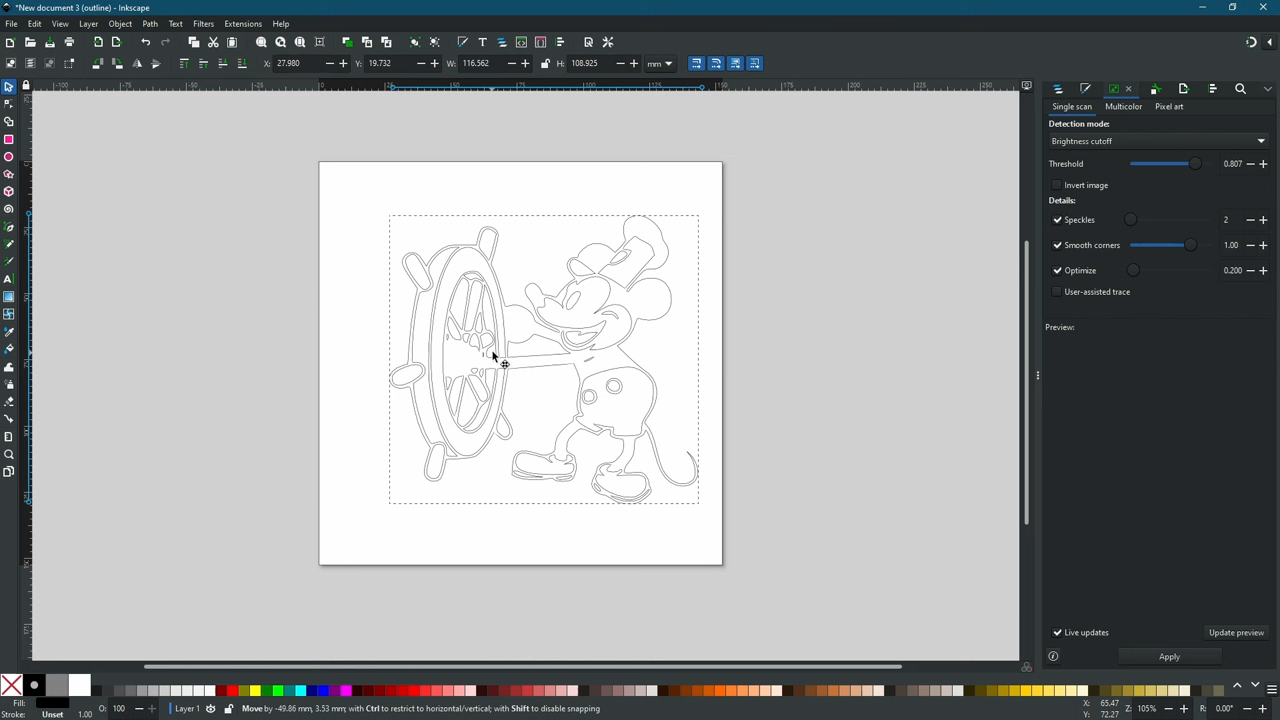 *New document 3 (outline) - Inkscape
File Edit View Layer Object Path Text Filters Extensions Help
X: 27.980 Y: 19.732 W: 116.562 H: 108.925 mm
Single scan Multicolor Pixel art
Detection mode:
Brightness cutoff
Threshold 0.807
Invert image
Details:
Speckles 2
Smooth corners 1.00
Optimize 0.200
User-assisted trace
Preview:
Live updates Update preview
Apply
Fill:
Stroke: Unset 1.00 O: 100 Layer 1 Move by -49.86 mm, 3.53 mm; with Ctrl to restrict to horizontal/vertical; with Shift to disable snapping
X: 65.47
Y: 72.27
Z: 105% R: 0.00°